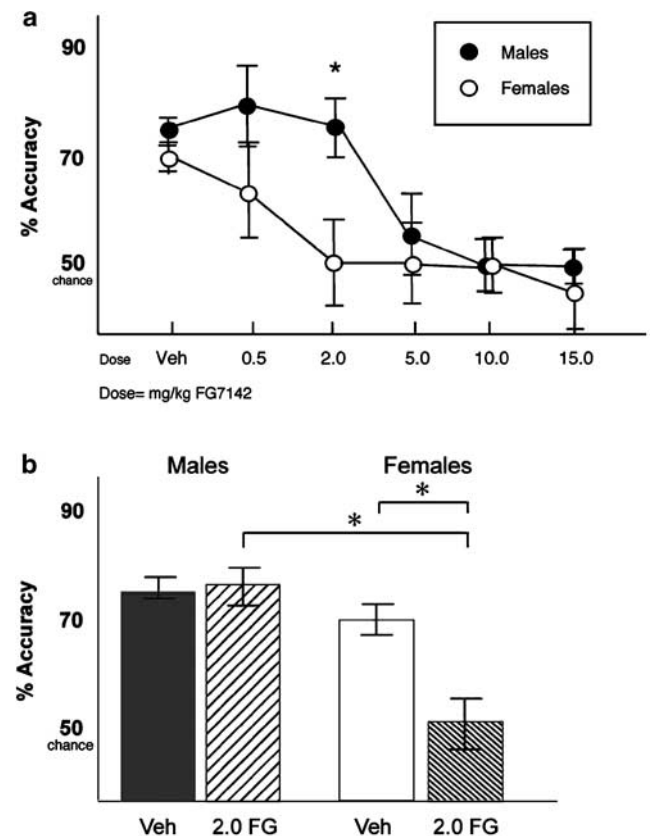 a
90
70
50
chance
% Accuracy
*
Males
Females
Dose Veh 0.5 2.0 5.0 10.0 15.0
Dose= mg/kg FG7142
b
Males Females
90
70
50
chance
% Accuracy
*
*
Veh 2.0 FG Veh 2.0 FG